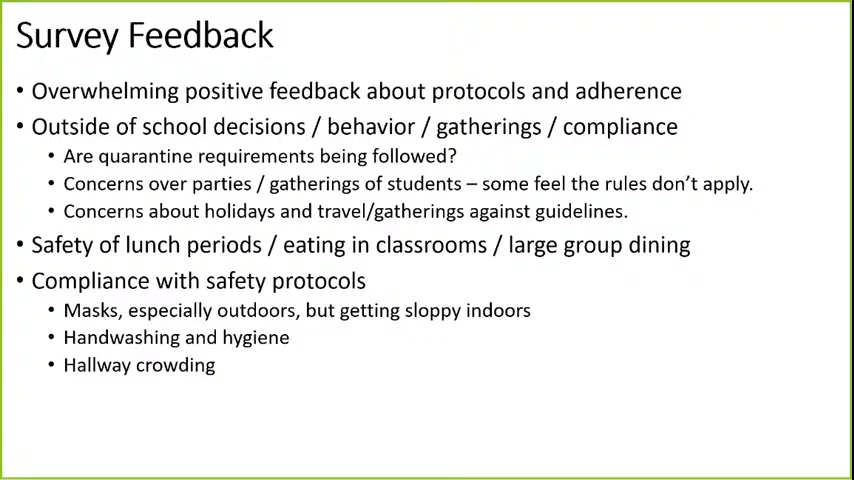 Survey Feedback
• Overwhelming positive feedback about protocols and adherence
• Outside of school decisions / behavior / gatherings / compliance
• Are quarantine requirements being followed?
• Concerns over parties / gatherings of students – some feel the rules don’t apply.
• Concerns about holidays and travel/gatherings against guidelines.
• Safety of lunch periods / eating in classrooms / large group dining
• Compliance with safety protocols
• Masks, especially outdoors, but getting sloppy indoors
• Handwashing and hygiene
• Hallway crowding